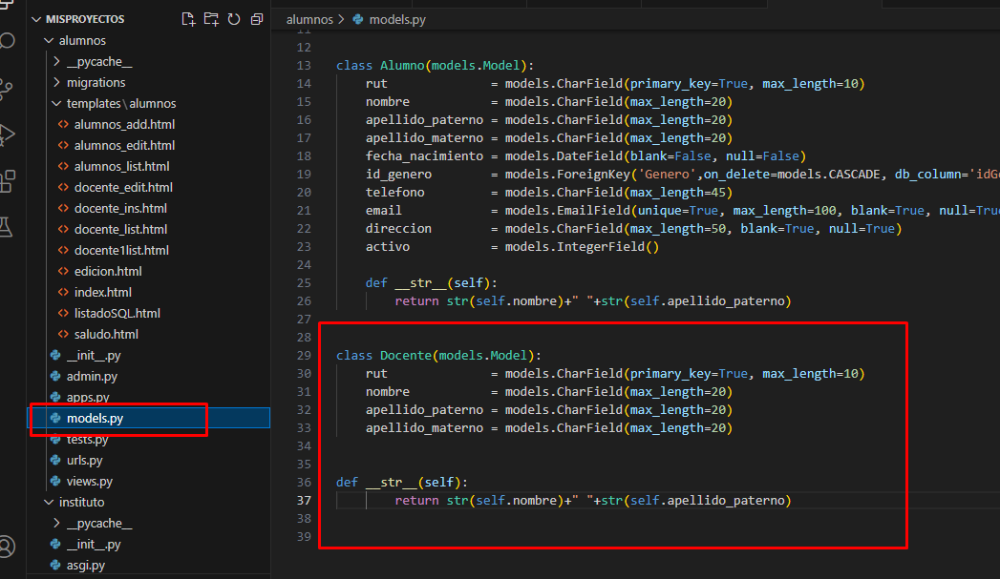 MISPROYECTOS
alumnos
__pycache__
migrations
templates\alumnos
alumnos_add.html
alumnos_edit.html
alumnos_list.html
docente_edit.html
docente_ins.html
docente_list.html
docente1list.html
edicion.html
index.html
listadoSQL.html
saludo.html
__init__.py
admin.py
apps.py
models.py
tests.py
urls.py
views.py
instituto
__pycache__
__init__.py
asgi.py
alumnos > models.py
11
12
13 class Alumno(models.Model):
14 rut = models.CharField(primary_key=True, max_length=10)
15 nombre = models.CharField(max_length=20)
16 apellido_paterno = models.CharField(max_length=20)
17 apellido_materno = models.CharField(max_length=20)
18 fecha_nacimiento = models.DateField(blank=False, null=False)
19 id_genero = models.ForeignKey('Genero',on_delete=models.CASCADE, db_column='idGe
20 telefono = models.CharField(max_length=45)
21 email = models.EmailField(unique=True, max_length=100, blank=True, null=True
22 direccion = models.CharField(max_length=50, blank=True, null=True)
23 activo = models.IntegerField()
24
25 def __str__(self):
26 return str(self.nombre)+" "+str(self.apellido_paterno)
27
28
29 class Docente(models.Model):
30 rut = models.CharField(primary_key=True, max_length=10)
31 nombre = models.CharField(max_length=20)
32 apellido_paterno = models.CharField(max_length=20)
33 apellido_materno = models.CharField(max_length=20)
34
35
36 def __str__(self):
37 return str(self.nombre)+" "+str(self.apellido_paterno)
38
39